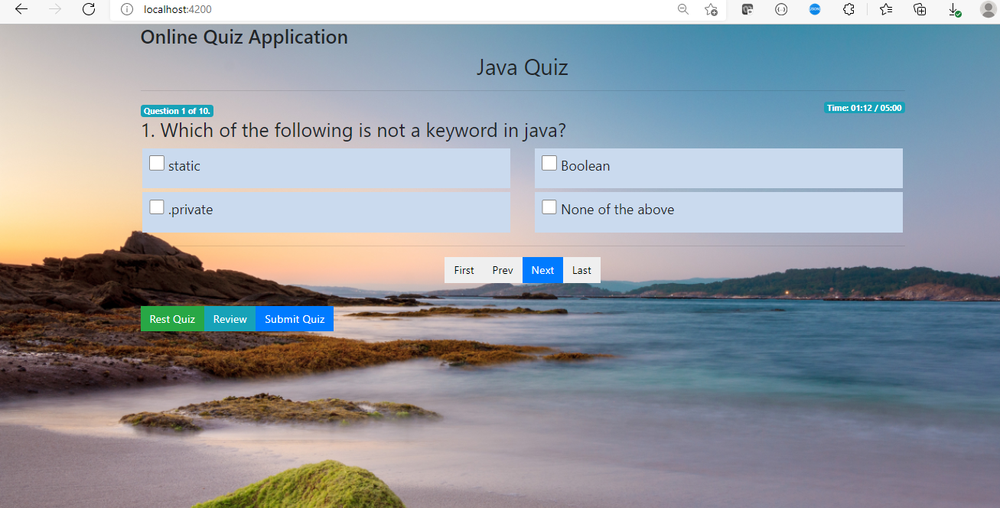 localhost:4200
Online Quiz Application
Java Quiz
Question 1 of 10.
Time: 01:12 / 05:00
1. Which of the following is not a keyword in java?
static
Boolean
.private
None of the above
First Prev Next Last
Rest Quiz Review Submit Quiz